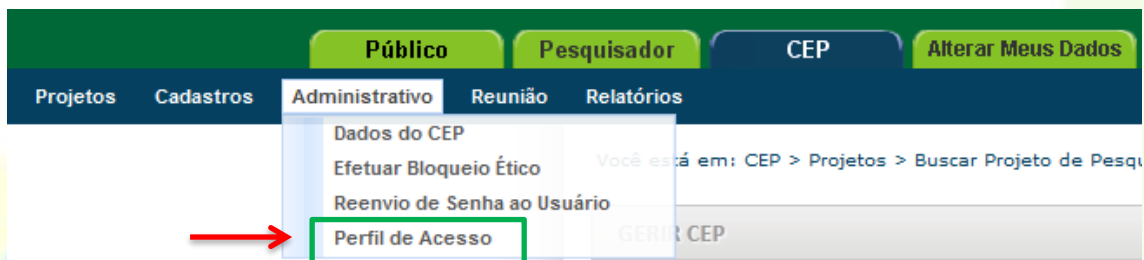 Público Pesquisador CEP Alterar Meus Dados
Projetos Cadastros Administrativo Reunião Relatórios
Dados do CEP
Você está em: CEP > Projetos > Buscar Projeto de
Efetuar Bloqueio Ético
Reenvio de Senha ao Usuário
Perfil de Acesso
GERIR CEP